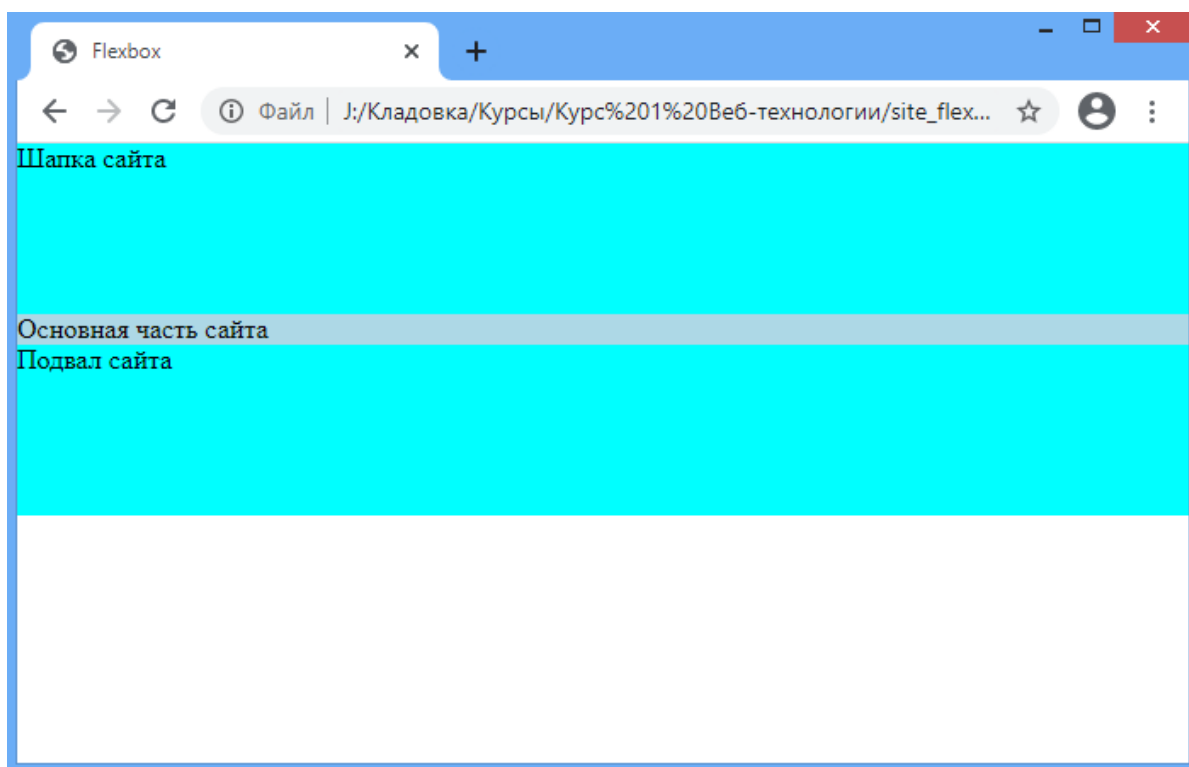 Flexbox
Файл J:/Кладовка/Курсы/Курс%201%20Веб-технологии/site_flex...
Шапка сайта
Основная часть сайта
Подвал сайта